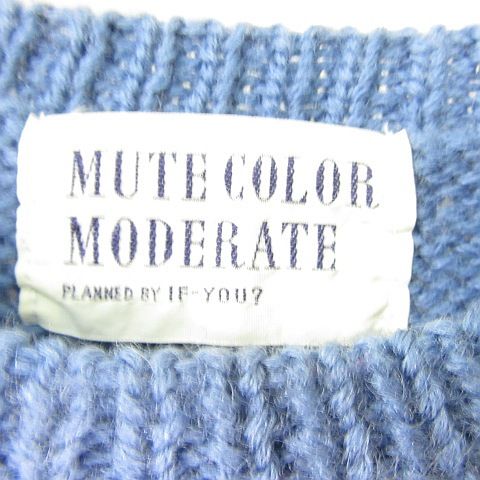 MUTE COLOR
MODERATE
PLANNED BY IF-YOU?